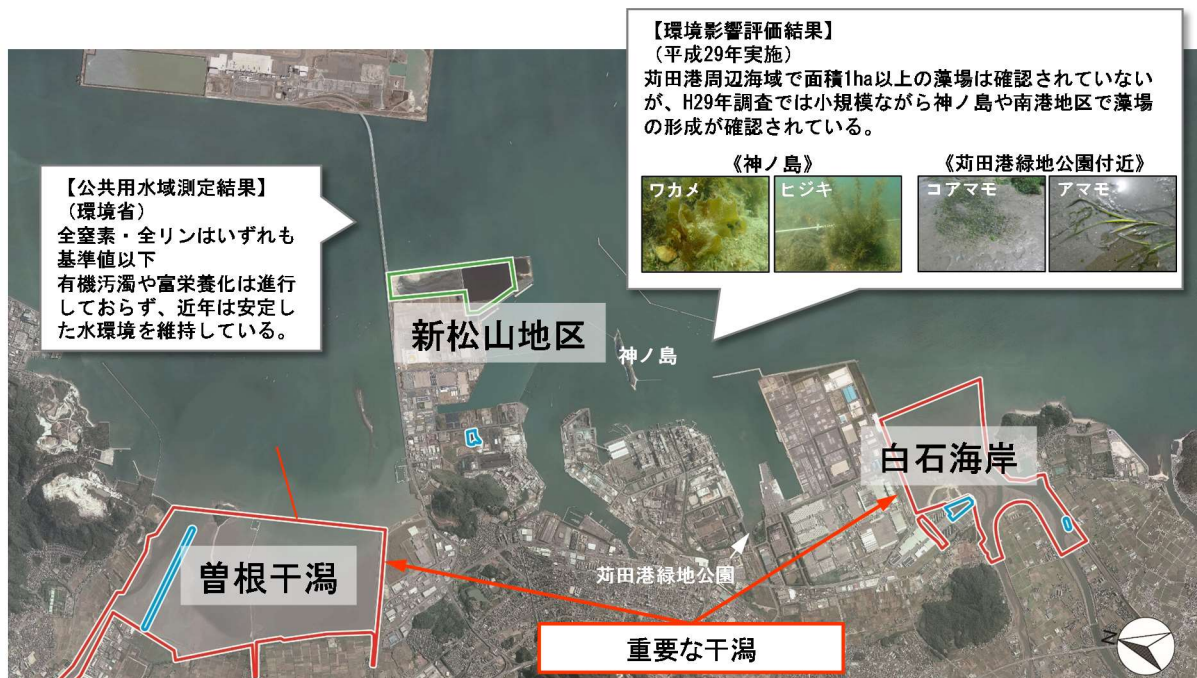 【環境影響評価結果】
（平成29年実施）
苅田港周辺海域で面積1ha以上の藻場は確認されていない
が、H29年調査では小規模ながら神ノ島や南港地区で藻場
の形成が確認されている。
《神ノ島》
《苅田港緑地公園付近》
ワカメ
ヒジキ
コアマモ
アマモ
【公共用水域測定結果】
（環境省）
全窒素・全リンはいずれも
基準値以下
有機汚濁や富栄養化は進行
しておらず、近年は安定し
た水環境を維持している。
新松山地区
神ノ島
白石海岸
曽根干潟
苅田港緑地公園
重要な干潟
N